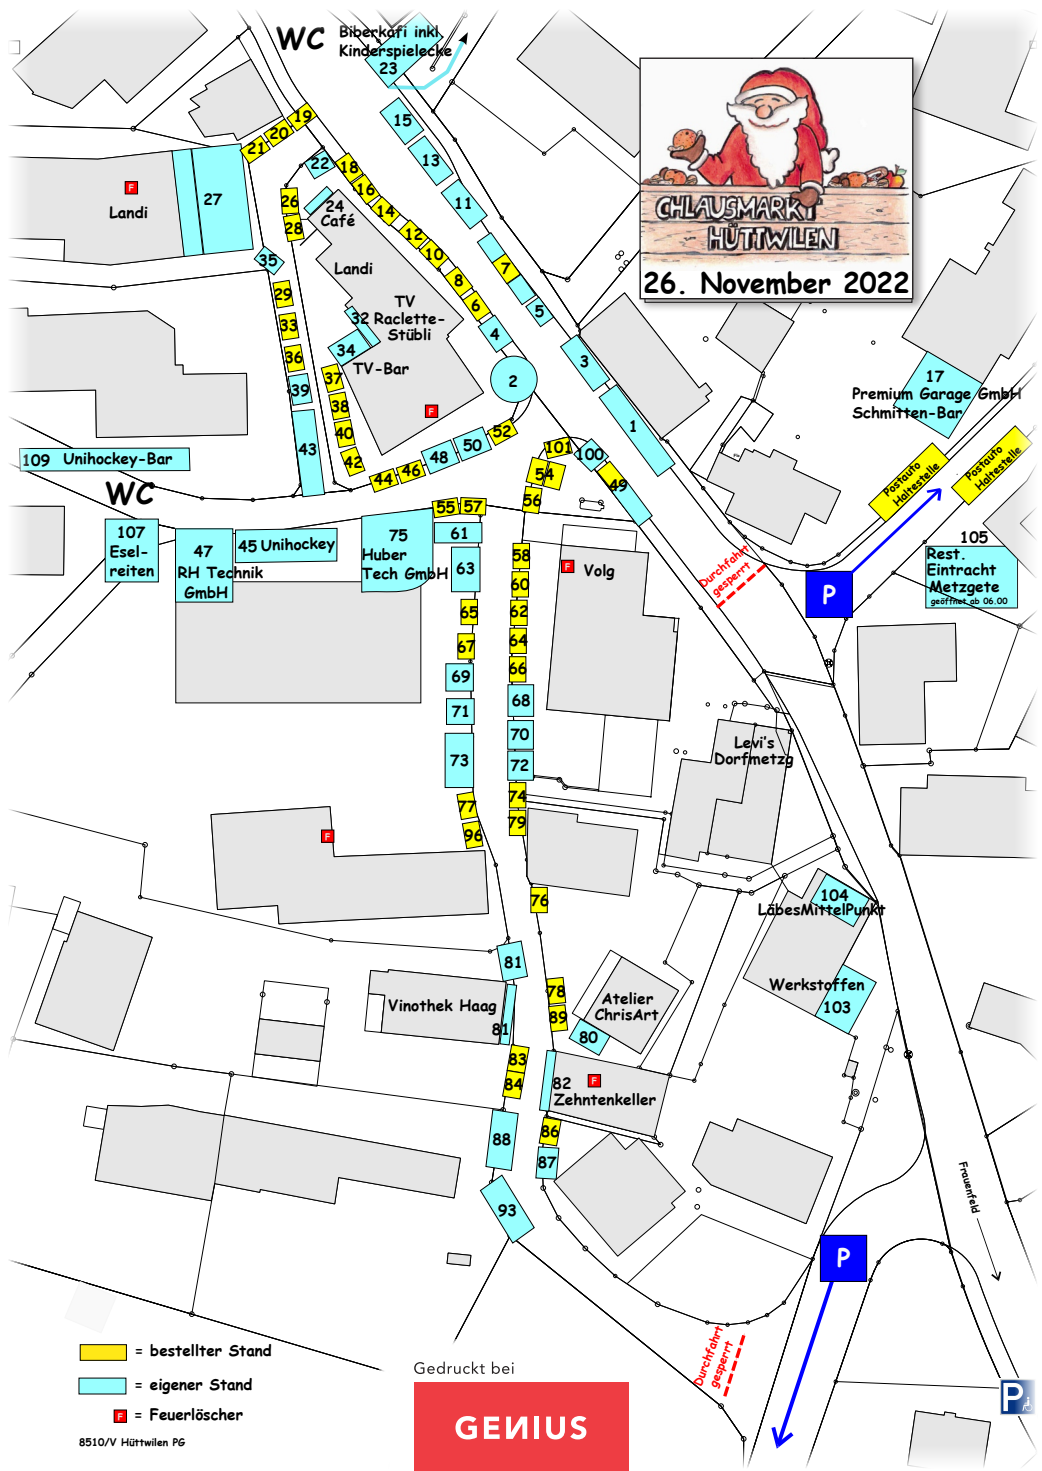 WC
Biberkafi inkl.
Kinderspielecke
23
15
13
11
7
5
3
1
CHLAUSMARKT
HÜTTWILEN
26. November 2022
19
20
21
22
18
16
14
12
10
8
6
4
2
F
Landi
27
26
28
24
Café
35
29
33
36
39
43
Landi
TV
32 Raclette-
Stübli
34
TV-Bar
37
38
40
42
F
44
46
48
50
52
101
100
54
49
56
17
Premium Garage GmbH
Schmitten-Bar
Postauto
Haltestelle
Postauto
Haltestelle
109 Unihockey-Bar
WC
107
Esel-
reiten
47
RH Technik
GmbH
45 Unihockey
75
Huber
Tech GmbH
55
57
61
63
65
67
69
71
73
77
96
58
60
62
64
66
68
70
72
74
79
76
F
Volg
Durchfahrt
gesperrt
P
105
Rest.
Eintracht
Metzgete
geöffnet ab 06.00
Levi's
Dorfmetzg
F
104
LäbesMittelPunkt
Werkstoffen
103
81
Vinothek Haag
81
78
89
Atelier
ChrisArt
80
83
84
82
F
Zehntenkeller
86
87
88
93
Frauenfeld
P
Durchfahrt
gesperrt
P
= bestellter Stand
= eigener Stand
F = Feuerlöscher
8510/V Hüttwilen PG
Gedruckt bei
GENIUS